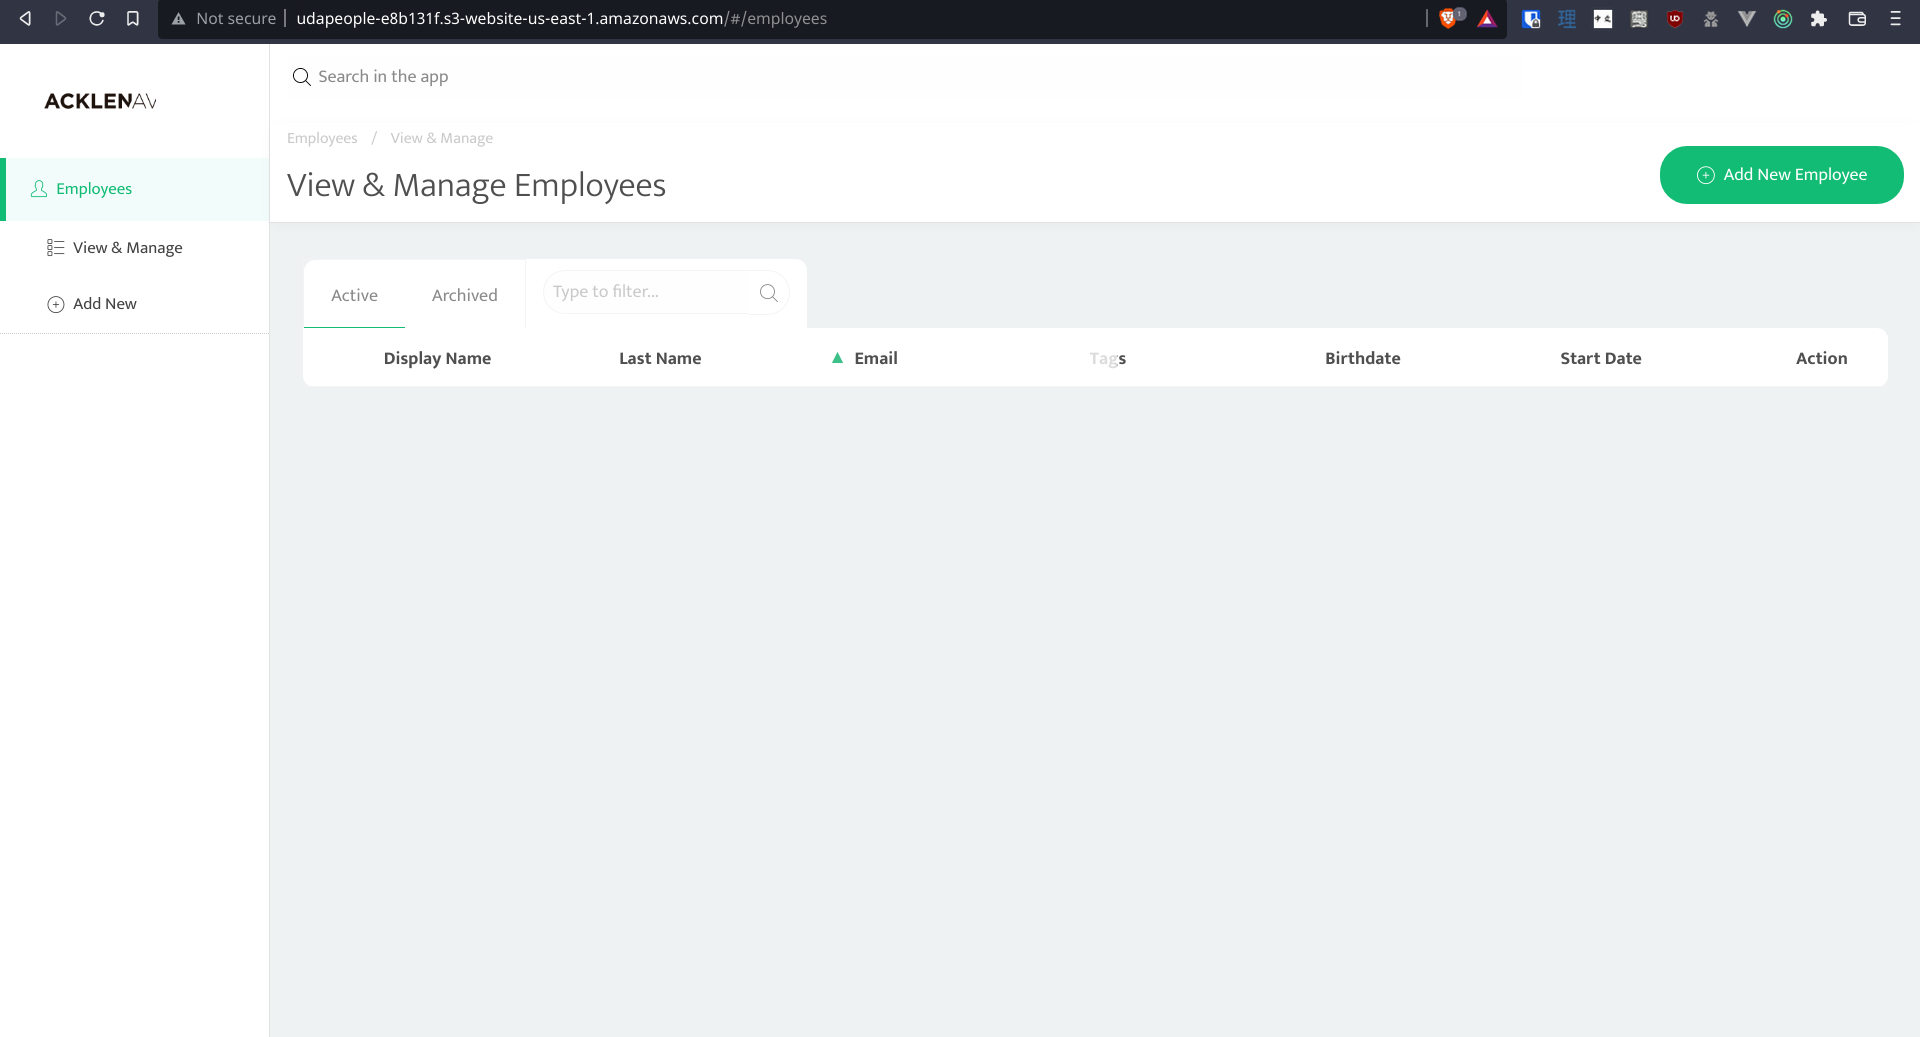 Not secure | udapeople-e8b131f.s3-website-us-east-1.amazonaws.com/#/employees
1
ACKLENAV
Search in the app
Employees / View & Manage
View & Manage Employees
Add New Employee
Employees
View & Manage
Add New
Active Archived Type to filter...
Display Name Last Name Email Tags Birthdate Start Date Action